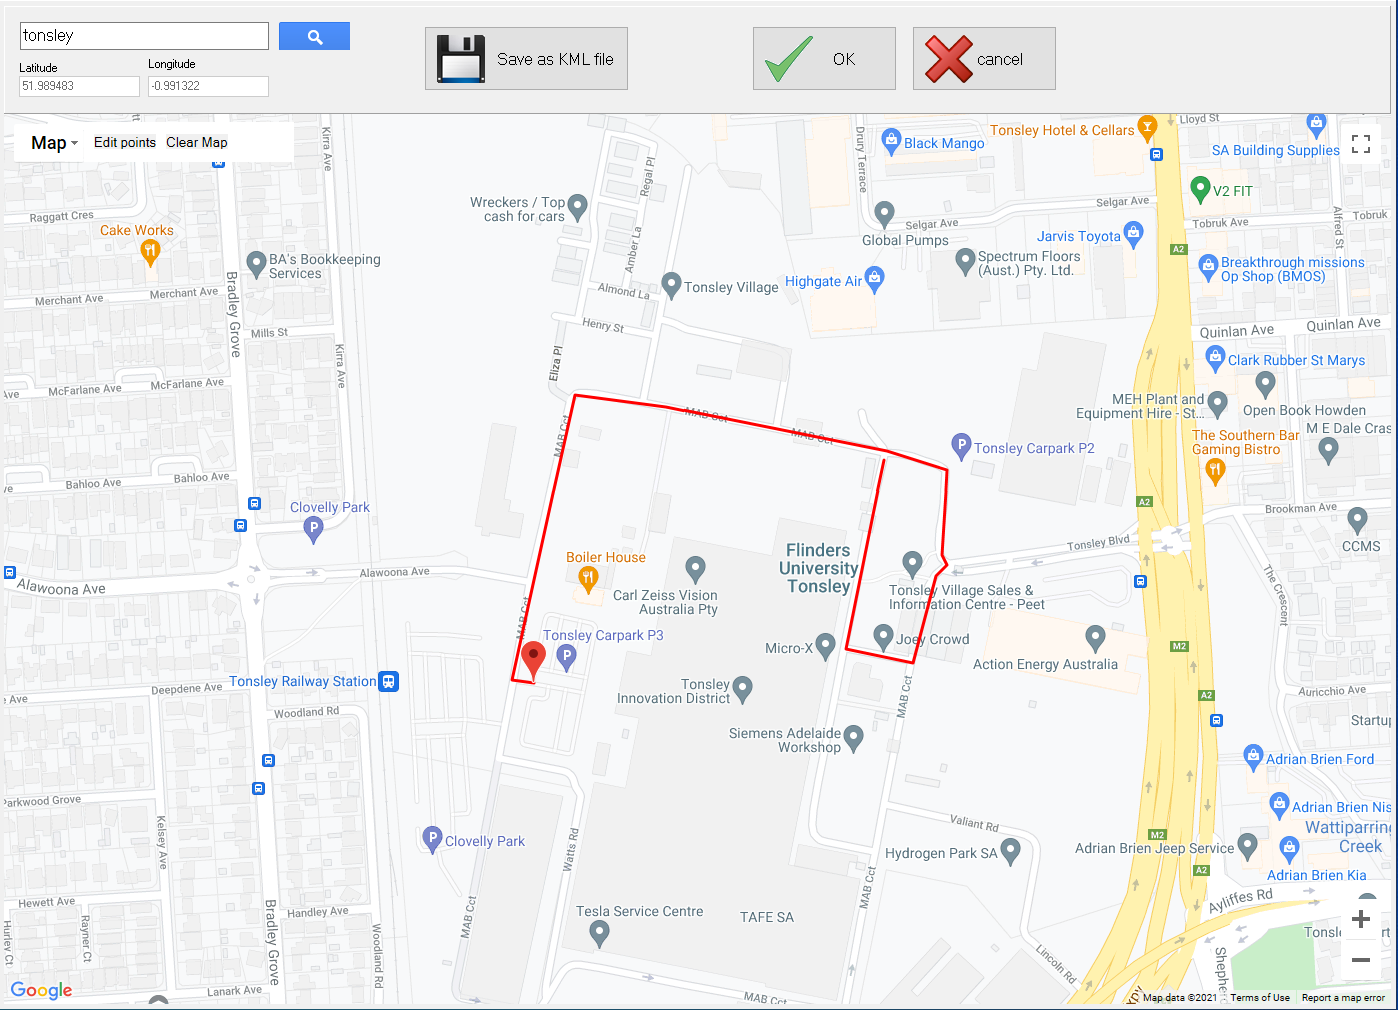 tonsley
Latitude
Longitude
51.989483
-0.991322
Save as KML file
OK
cancel
Map
Edit points
Clear Map
Kirra Ave
Drury Terrace
Lloyd St
Tonsley Hotel & Cellars
Black Mango
SA Building Supplies
Regal Pl
V2 FIT
Wreckers / Top
cash for cars
Selgar Ave
Selgar Ave
Raggatt Cres
Tobruk Ave
Tobruk
Alfred St
Cake Works
Global Pumps
Jarvis Toyota
Amber La
A2
BA's Bookkeeping
Services
Spectrum Floors
(Aust.) Pty. Ltd.
Breakthrough missions
Op Shop (BMOS)
Bradley Grove
Highgate Air
Tonsley Village
Merchant Ave
Merchant Ave
Almond La
Henry St
Mills St
Quinlan Ave
Quinlan Ave
Kirra Ave
Eliza Pl
Clark Rubber St Marys
McFarlane Ave
McFarlane Ave
MEH Plant and
Equipment Hire - St...
Open Book Howden
MAB Cct
MAB Cct
MAB Cct
M E Dale Cras
The Southern Bar
Gaming Bistro
Tonsley Carpark P2
Bahloo Ave
Bahloo Ave
A2
A2
Clovelly Park
Brookman Ave
Tonsley Blvd
CCMS
Flinders
University
Tonsley
Boiler House
Alawoona Ave
Alawoona Ave
Carl Zeiss Vision
Australia Pty
Tonsley Village Sales &
Information Centre - Peet
The Crescent
MAB Cct
Tonsley Carpark P3
Joey Crowd
Micro-X
M2
Action Energy Australia
Tonsley Railway Station
Deepdene Ave
Tonsley
Innovation District
MAB Cct
A2
Auricchio Ave
Woodland Rd
Startup
Siemens Adelaide
Workshop
Adrian Brien Ford
Parkwood Grove
Kelsey Ave
Adrian Brien Nis
Valiant Rd
Wattiparring
Creek
Clovelly Park
Watts Rd
M2
Hydrogen Park SA
Adrian Brien Jeep Service
A2
Adrian Brien Kia
MAB Cct
Hewett Ave
Handley Ave
Ayliffes Rd
Tesla Service Centre
TAFE SA
MAB Cct
Hurley Ct
Rayner Ct
Bradley Grove
Woodland Rd
Lincoln Rd
Google
Lanark Ave
MAB Cct
Map data ©2021
Terms of Use
Report a map error